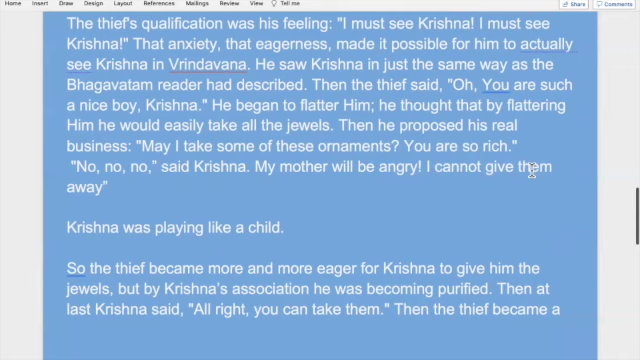 Home Insert Draw Design Layout References Mailings Review View Tell me Share Comments
The thief's qualification was his feeling: "I must see Krishna! I must see
Krishna!" That anxiety, that eagerness, made it possible for him to actually
see Krishna in Vrindavana. He saw Krishna in just the same way as the
Bhagavatam reader had described. Then the thief said, "Oh, You are such
a nice boy, Krishna." He began to flatter Him; he thought that by flattering
Him he would easily take all the jewels. Then he proposed his real
business: "May I take some of these ornaments? You are so rich."
"No, no, no,” said Krishna. My mother will be angry! I cannot give them
away”
Krishna was playing like a child.
So the thief became more and more eager for Krishna to give him the
jewels, but by Krishna’s association he was becoming purified. Then at
last Krishna said, "All right, you can take them." Then the thief became a